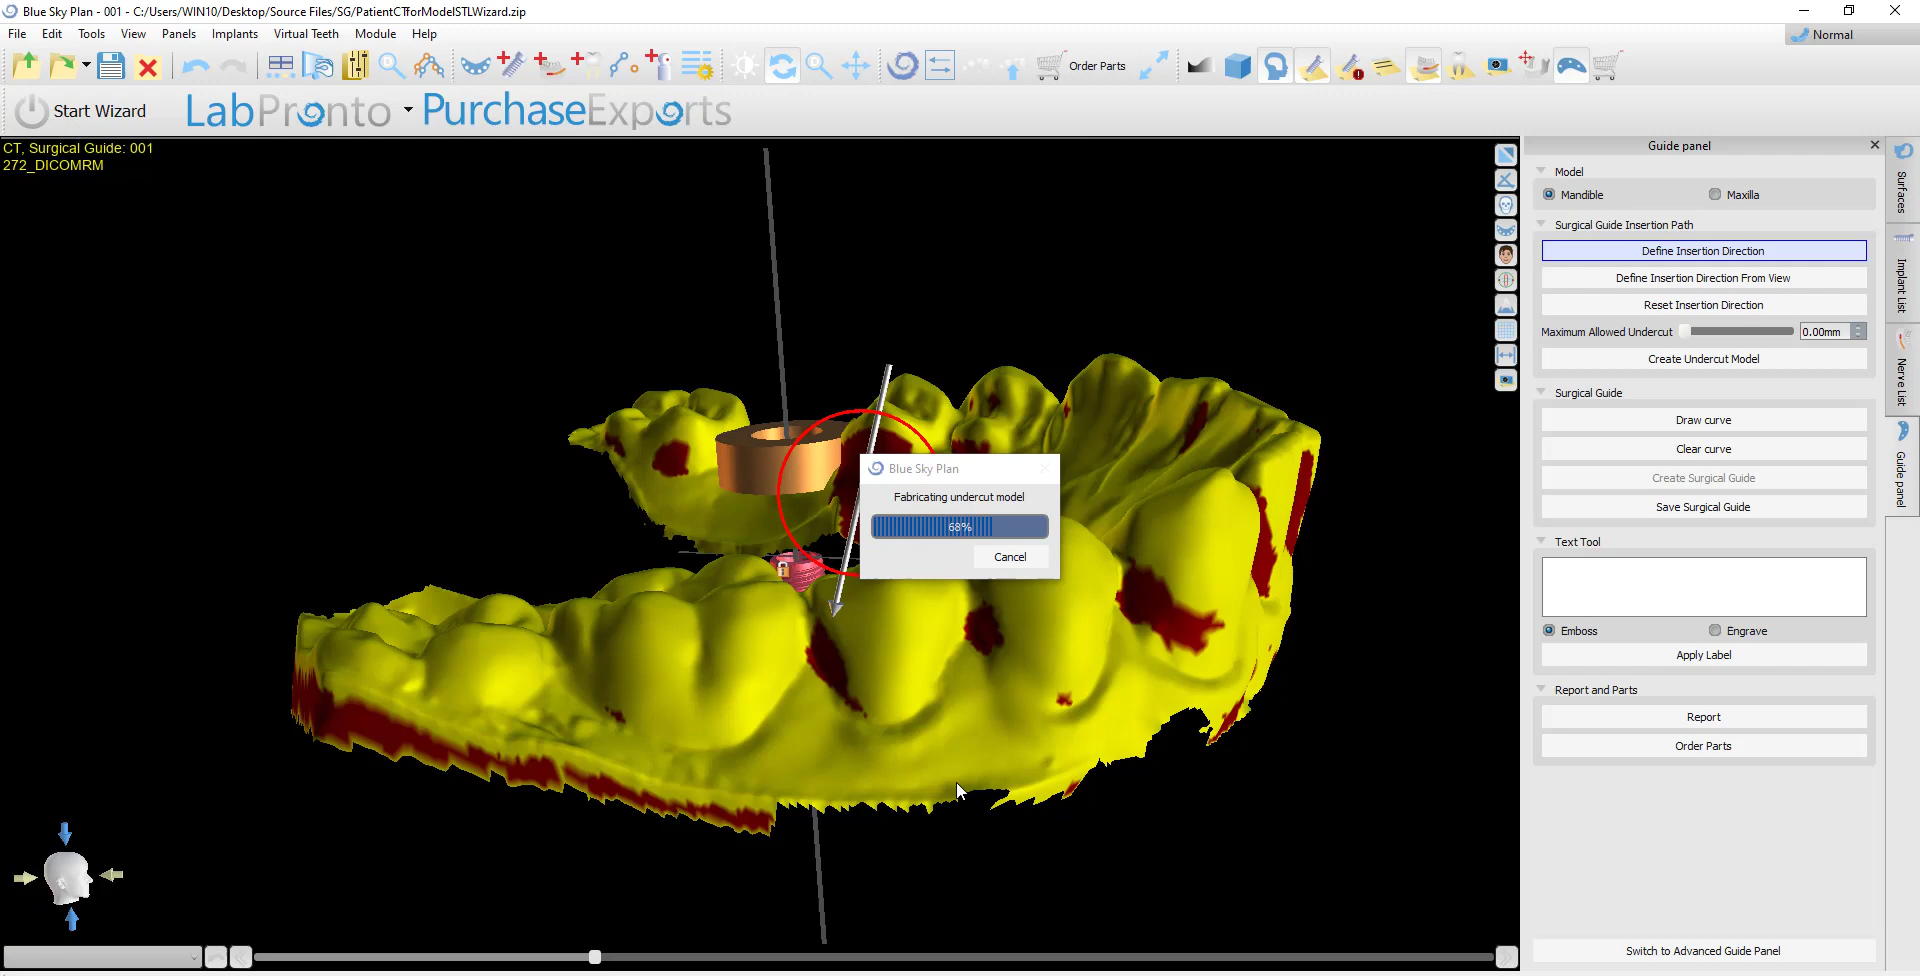 Blue Sky Plan - 001 - C:/Users/WIN10/Desktop/Source Files/SG/PatientCTforModelSTLWizard.zip
File Edit Tools View Panels Implants Virtual Teeth Module Help
Normal
Order Parts
Start Wizard
LabPronto
PurchaseExports
CT, Surgical Guide: 001
272_DICOMRM
Blue Sky Plan
Fabricating undercut model
68%
Cancel
Guide panel
Model
Mandible Maxilla
Surgical Guide Insertion Path
Define Insertion Direction
Define Insertion Direction From View
Reset Insertion Direction
Maximum Allowed Undercut 0.00mm
Create Undercut Model
Surgical Guide
Draw curve
Clear curve
Create Surgical Guide
Save Surgical Guide
Text Tool
Emboss Engrave
Apply Label
Report and Parts
Report
Order Parts
Switch to Advanced Guide Panel
Surfaces
Implant List
Nerve List
Guide panel